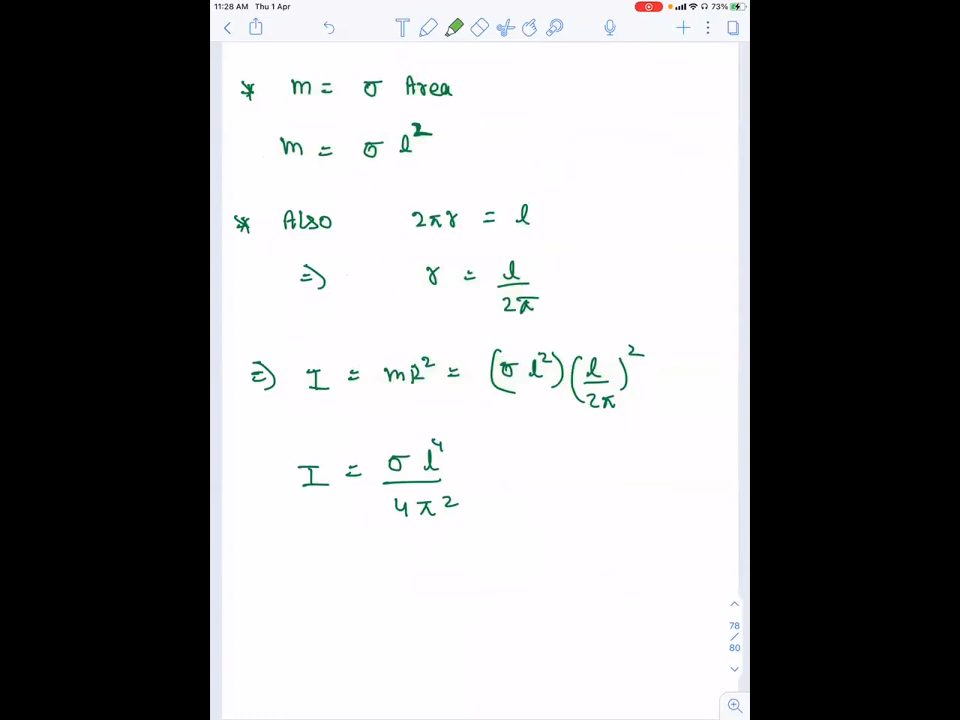 11:28 AM Thu 1 Apr 73%
* m = σ Area
m = σ l²
* Also 2πr = l
⇒ r = l/2π
⇒ I = mR² = (σ l²)(l/2π)²
I = σ l⁴/4π²
78
/
80